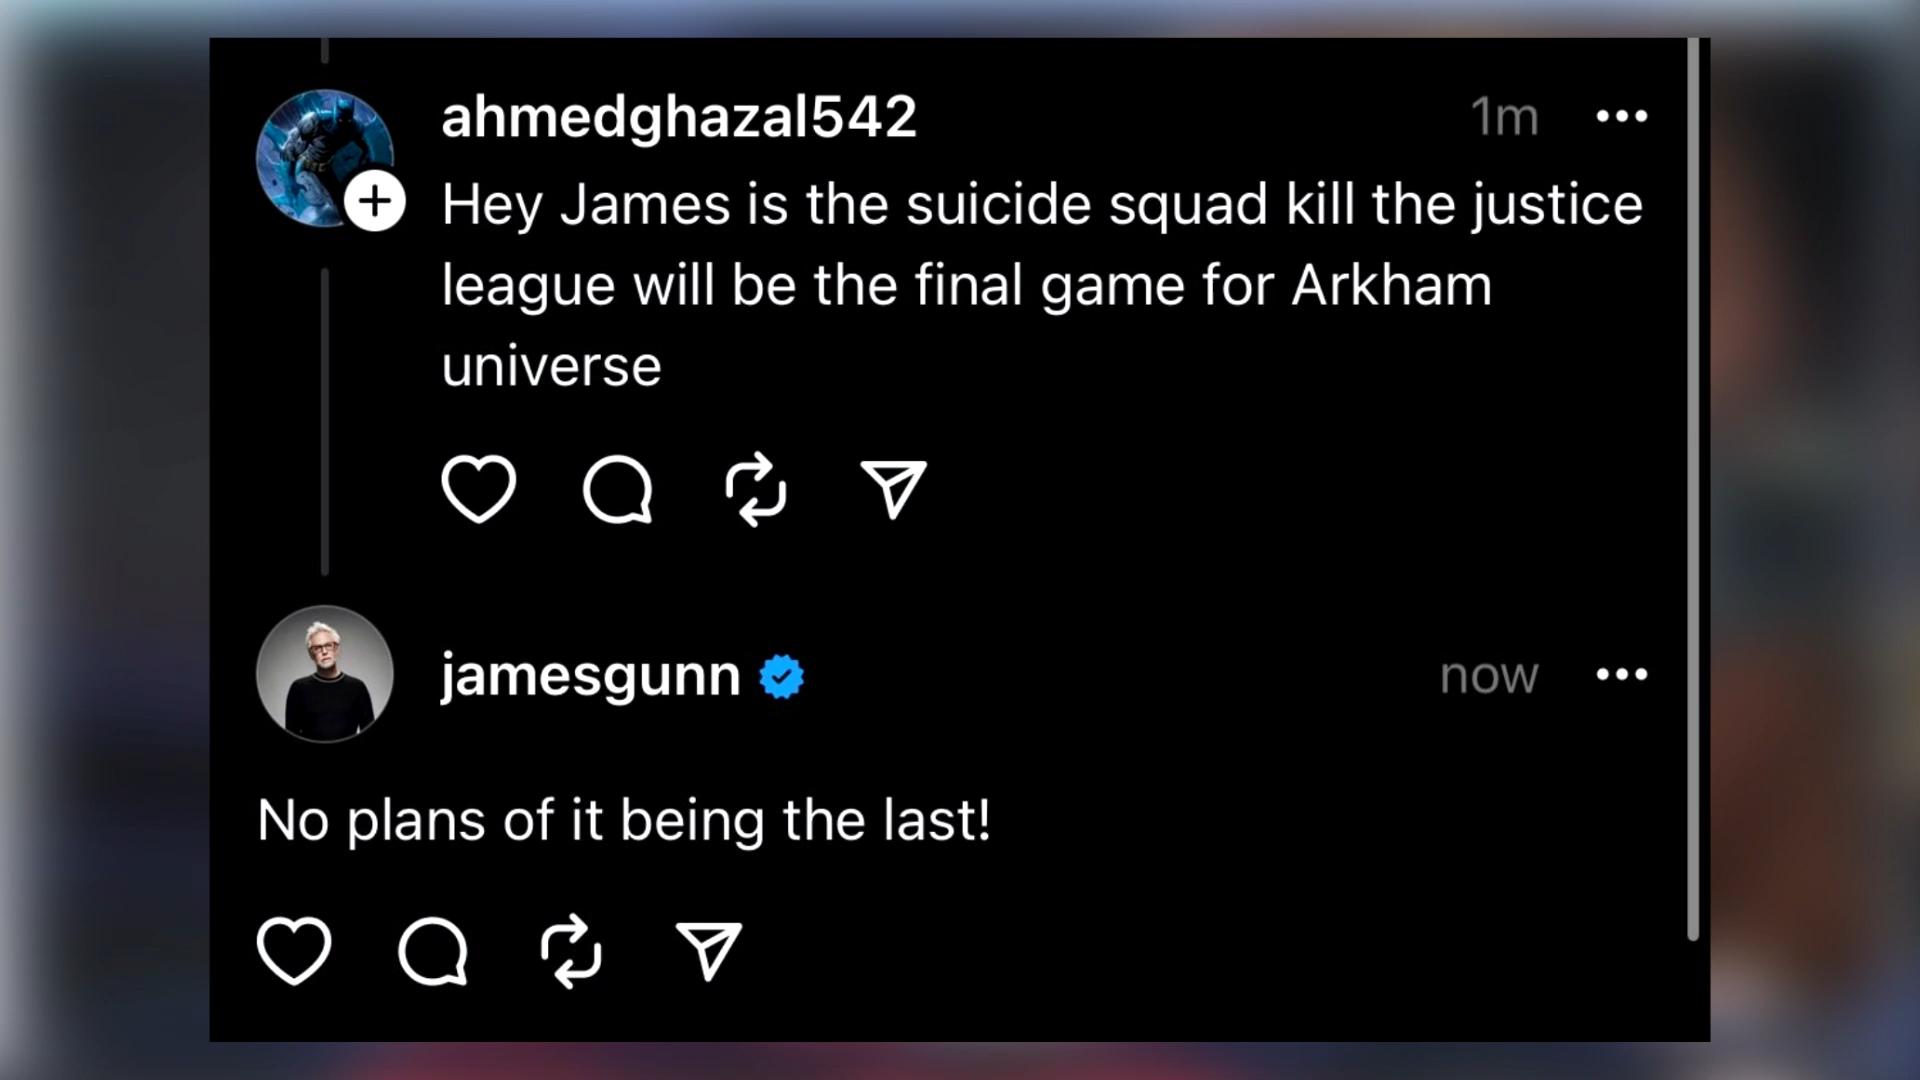 ahmedghazal542
1m
Hey James is the suicide squad kill the justice
league will be the final game for Arkham
universe
jamesgunn
now
No plans of it being the last!